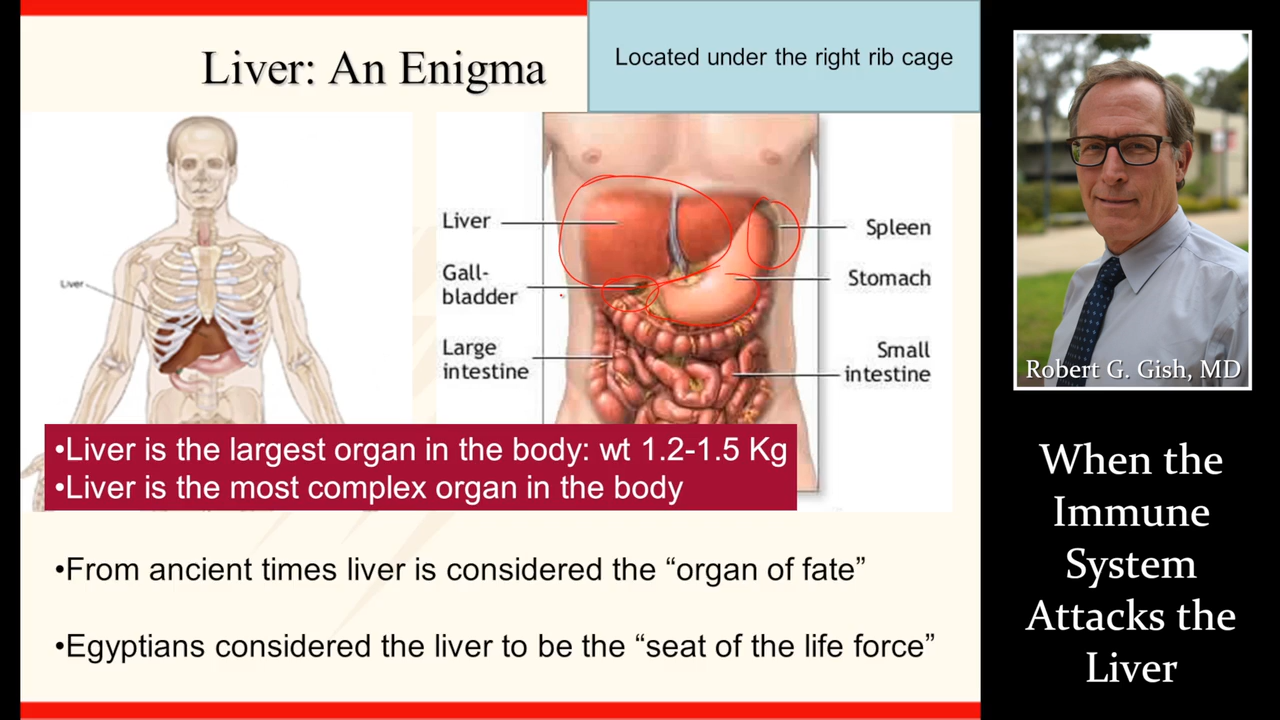 Liver: An Enigma
Located under the right rib cage
Liver
Liver
Gall-
bladder
Large
intestine
Spleen
Stomach
Small
intestine
•Liver is the largest organ in the body: wt 1.2-1.5 Kg
•Liver is the most complex organ in the body
•From ancient times liver is considered the “organ of fate”
•Egyptians considered the liver to be the “seat of the life force”
Robert G. Gish, MD
When the
Immune
System
Attacks the
Liver